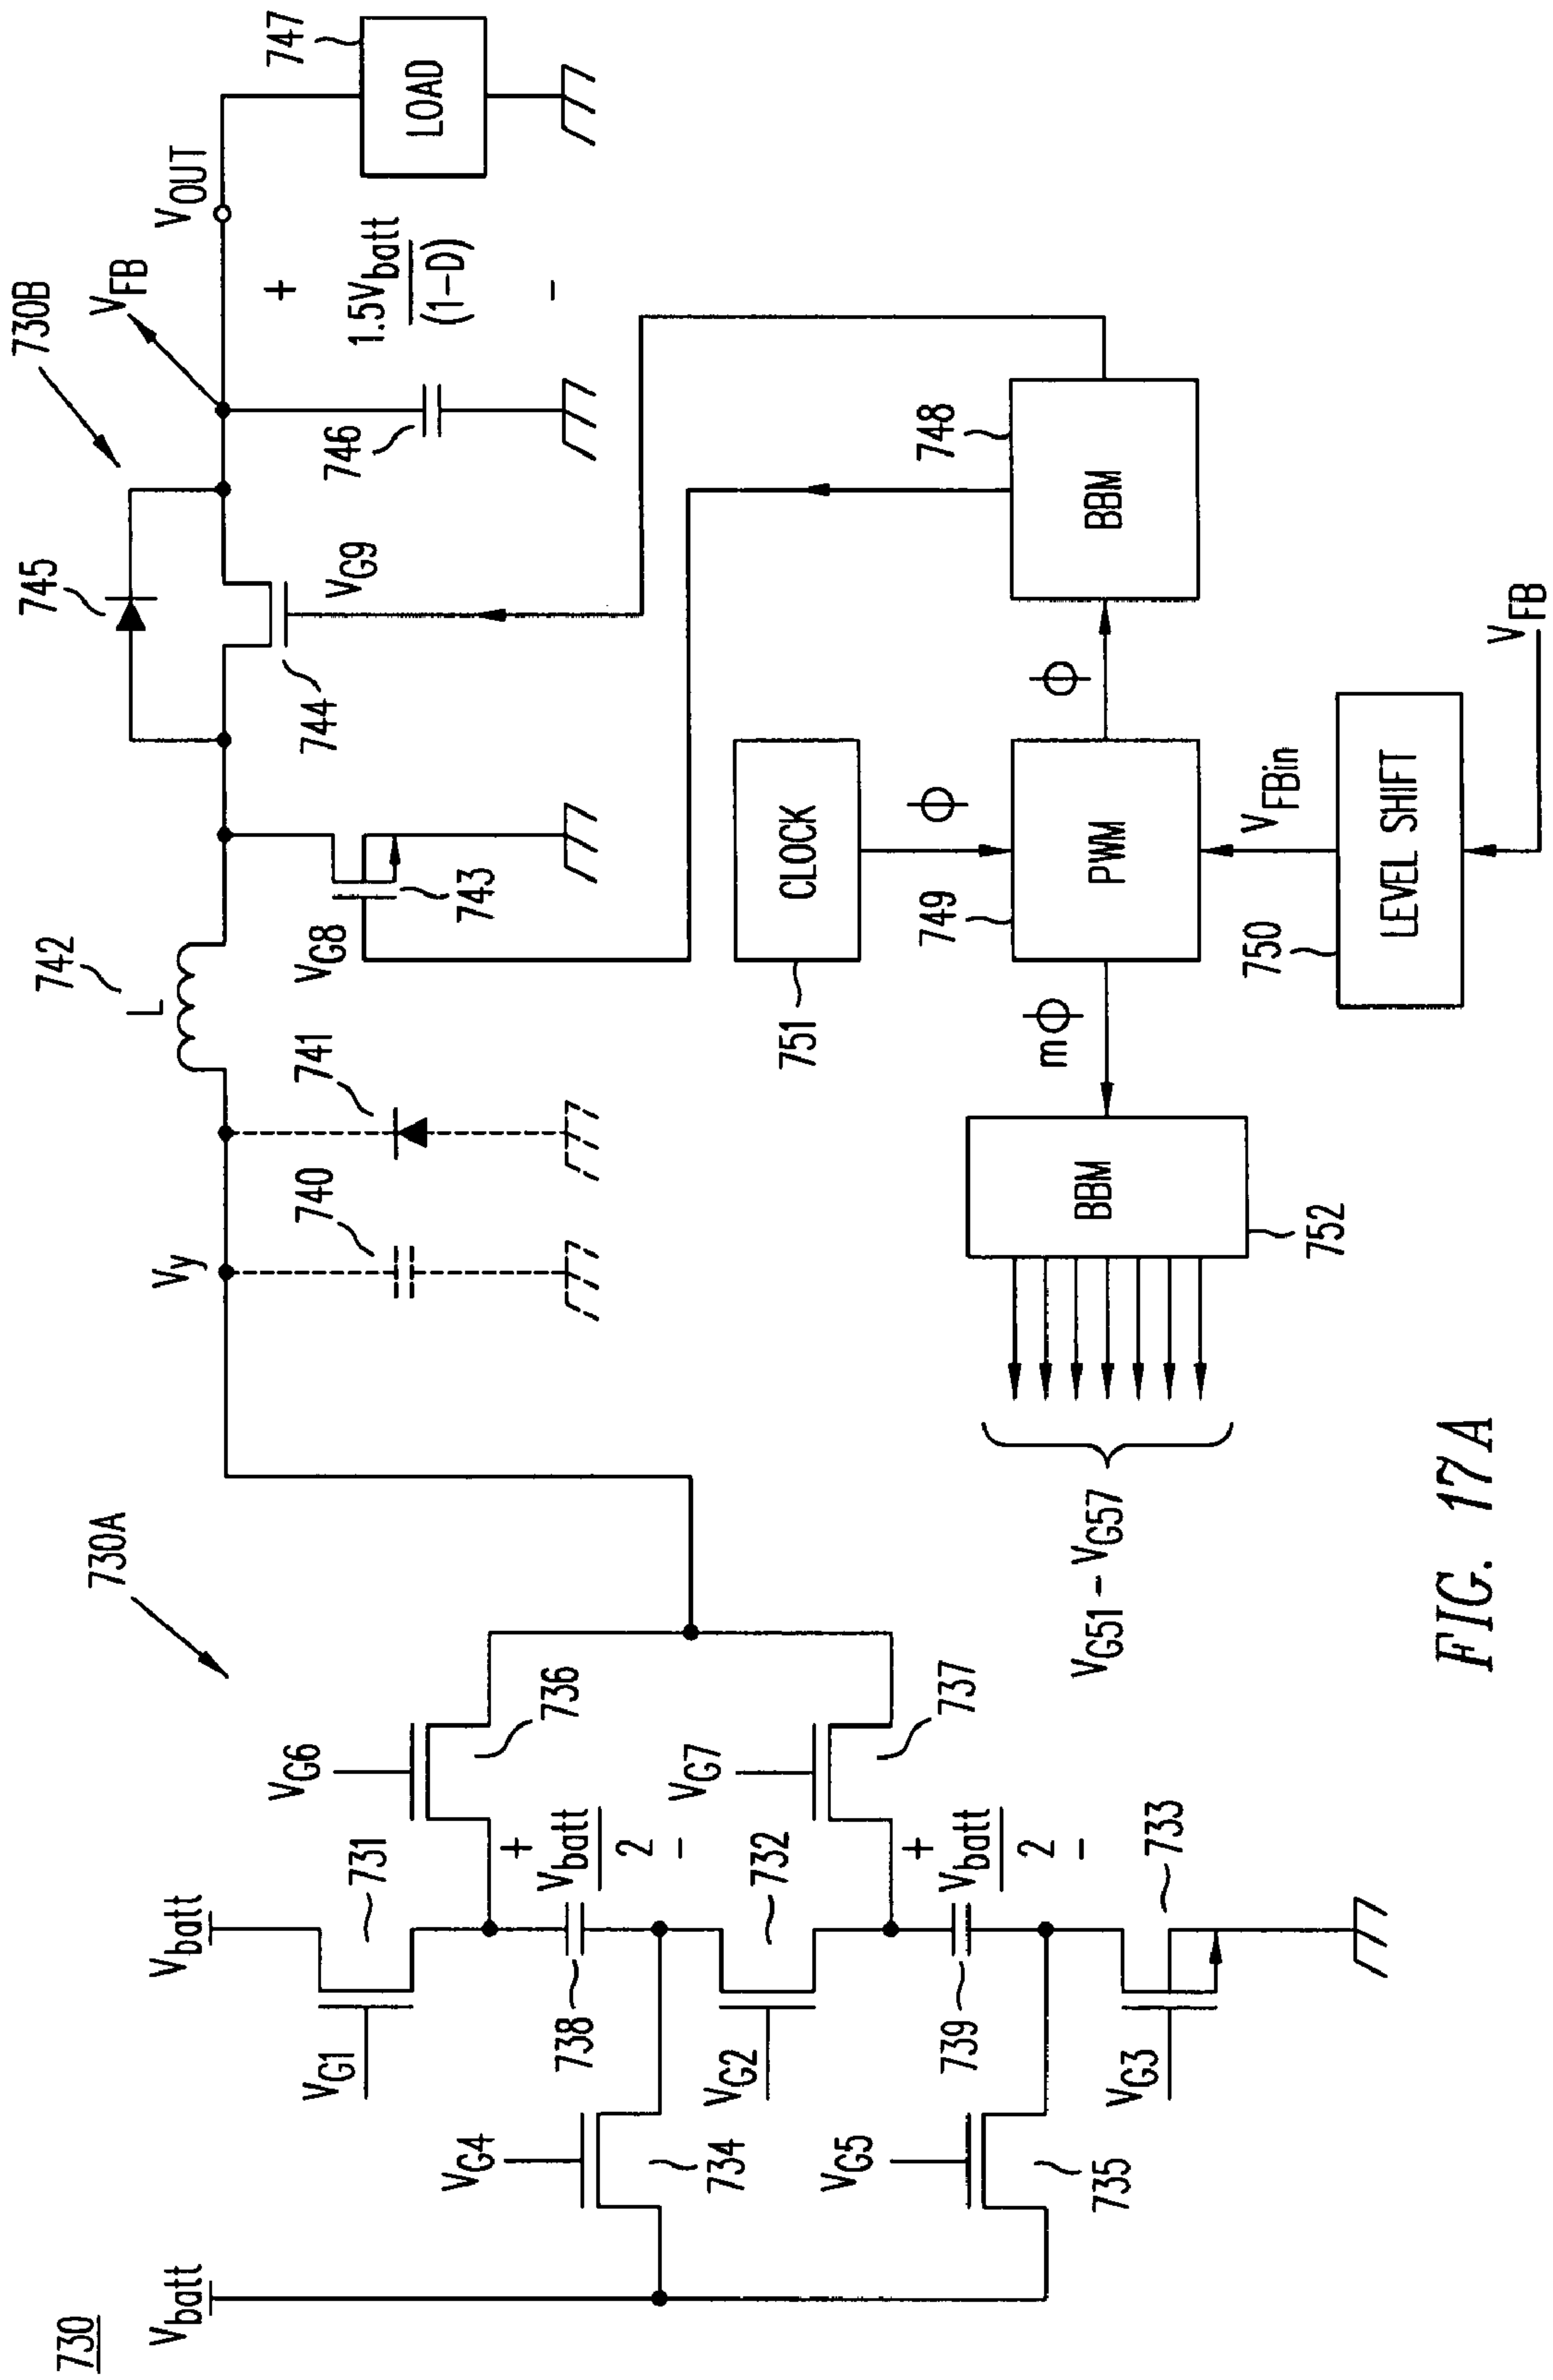 730
730A
730B
Vbatt
Vbatt
VG1
731
VG6
736
+
Vbatt
2
-
738
VG4
734
VG2
732
VG7
737
+
Vbatt
2
-
739
VG5
735
VG3
733
Vy
740
741
742
L
VG8
743
744
745
VG9
VFB
746
VOUT
+
1.5Vbatt
(1-D)
-
LOAD
747
CLOCK
751
ϕ
PWM
749
ϕ
BBM
748
mϕ
BBM
752
VG51 - VG57
VFBin
LEVEL SHIFT
750
VFB
FIG. 17A